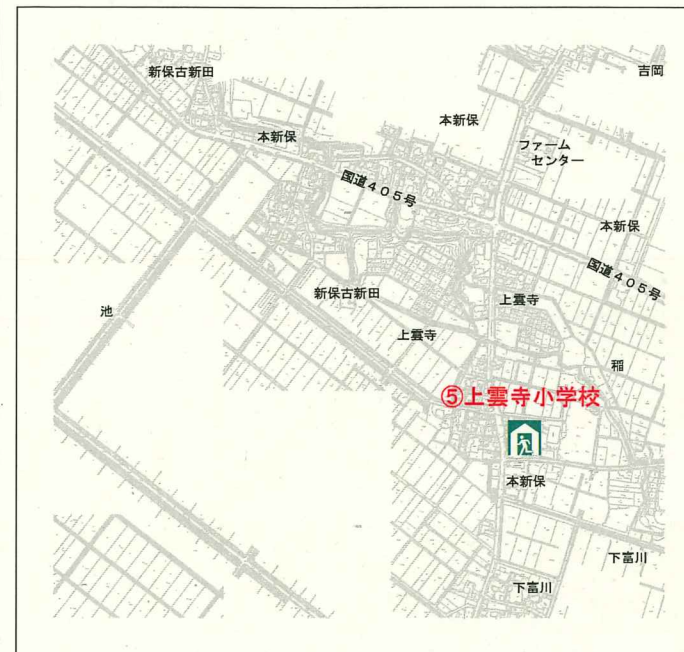 新保古新田
吉岡
本新保
本新保
ファーム
センター
国道405号
本新保
国道405号
新保古新田
上雲寺
池
上雲寺
稲
⑤上雲寺小学校
本新保
下富川
下富川